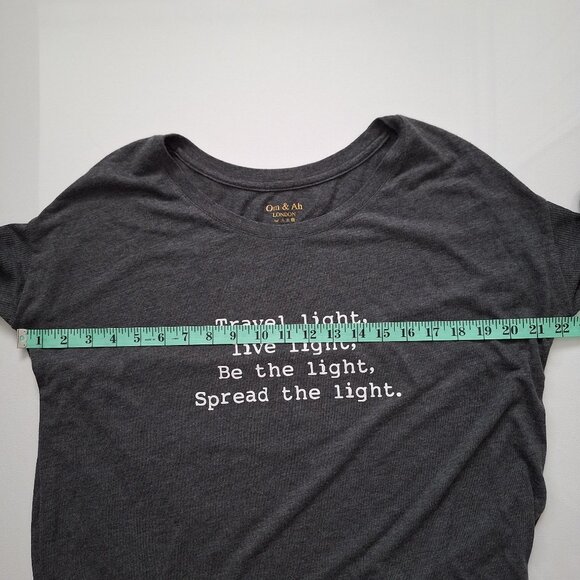 Om & Ah
LONDON
Travel light,
live light,
Be the light,
Spread the light.
1 2 3 4 5 6 7 8 9 10 11 12 13 14 15 16 17 18 19 20 21 22